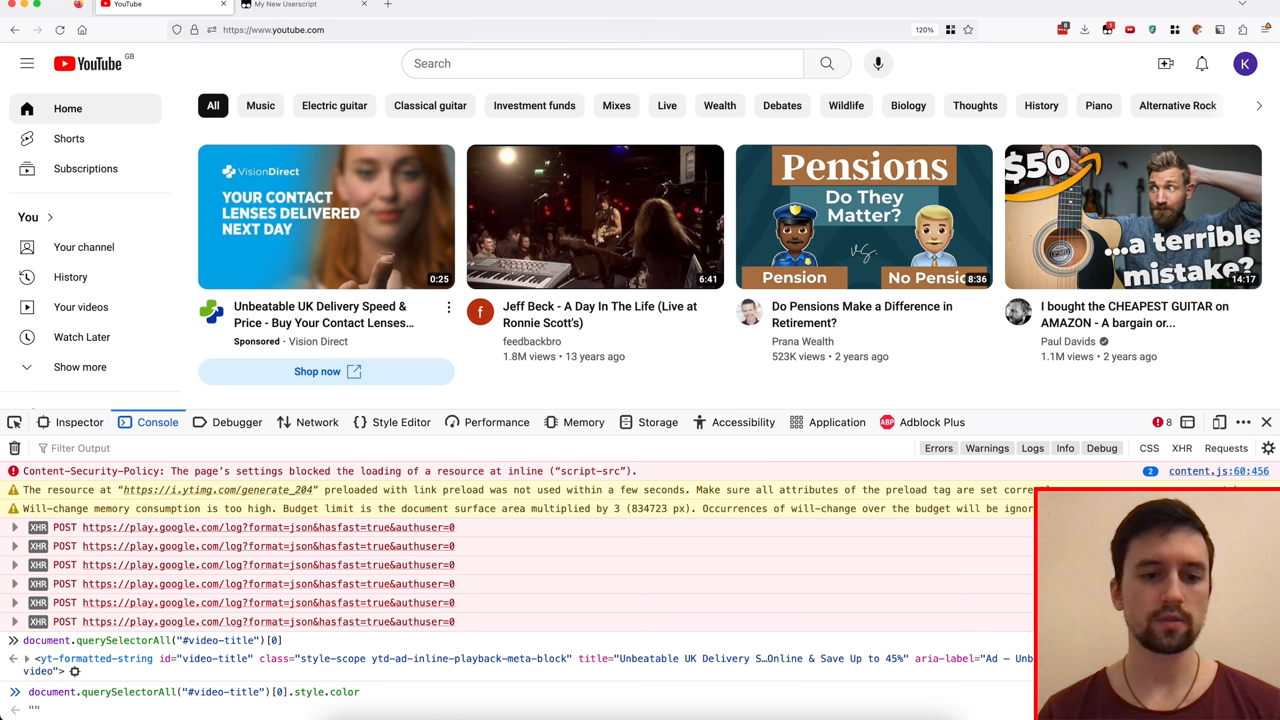 YouTube
My New Userscript
https://www.youtube.com
120%
8
1
YouTube GB
Search
K
Home
Shorts
Subscriptions
You
Your channel
History
Your videos
Watch Later
Show more
All
Music
Electric guitar
Classical guitar
Investment funds
Mixes
Live
Wealth
Debates
Wildlife
Biology
Thoughts
History
Piano
Alternative Rock
VisionDirect
YOUR CONTACT
LENSES DELIVERED
NEXT DAY
0:25
Unbeatable UK Delivery Speed &
Price - Buy Your Contact Lenses...
Sponsored • Vision Direct
Shop now
6:41
f
Jeff Beck - A Day In The Life (Live at
Ronnie Scott's)
feedbackbro
1.8M views • 13 years ago
Pensions
Do They
Matter?
vs.
Pension
No Pension
8:36
Do Pensions Make a Difference in
Retirement?
Prana Wealth
523K views • 2 years ago
$50
...a terrible
mistake?
14:17
I bought the CHEAPEST GUITAR on
AMAZON - A bargain or...
Paul Davids
1.1M views • 2 years ago
Inspector
Console
Debugger
Network
Style Editor
Performance
Memory
Storage
Accessibility
Application
ABP Adblock Plus
8
Filter Output
Errors
Warnings
Logs
Info
Debug
CSS
XHR
Requests
Content-Security-Policy: The page's settings blocked the loading of a resource at inline ("script-src").
2 content.js:60:456
The resource at "https://i.ytimg.com/generate_204" preloaded with link preload was not used within a few seconds. Make sure all attributes of the preload tag are set
Will-change memory consumption is too high. Budget limit is the document surface area multiplied by 3 (834723 px). Occurrences of will-change over the budget will be
XHR POST https://play.google.com/log?format=json&hasfast=true&authuser=0
XHR POST https://play.google.com/log?format=json&hasfast=true&authuser=0
XHR POST https://play.google.com/log?format=json&hasfast=true&authuser=0
XHR POST https://play.google.com/log?format=json&hasfast=true&authuser=0
XHR POST https://play.google.com/log?format=json&hasfast=true&authuser=0
XHR POST https://play.google.com/log?format=json&hasfast=true&authuser=0
document.querySelectorAll("#video-title")[0]
<yt-formatted-string id="video-title" class="style-scope ytd-ad-inline-playback-meta-block" title="Unbeatable UK Delivery S…Online & Save Up to 45%" aria-label="Ad –
video">
document.querySelectorAll("#video-title")[0].style.color
""